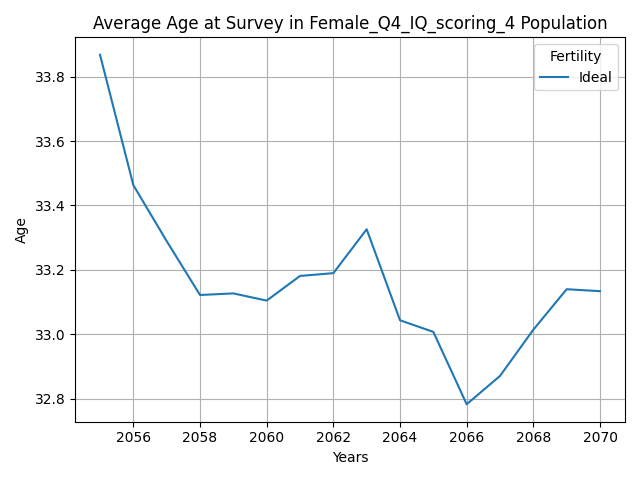 Average Age at Survey in Female_Q4_IQ_scoring_4 Population
Fertility
Ideal
33.8
33.6
33.4
33.2
33.0
32.8
Age
2056 2058 2060 2062 2064 2066 2068 2070
Years